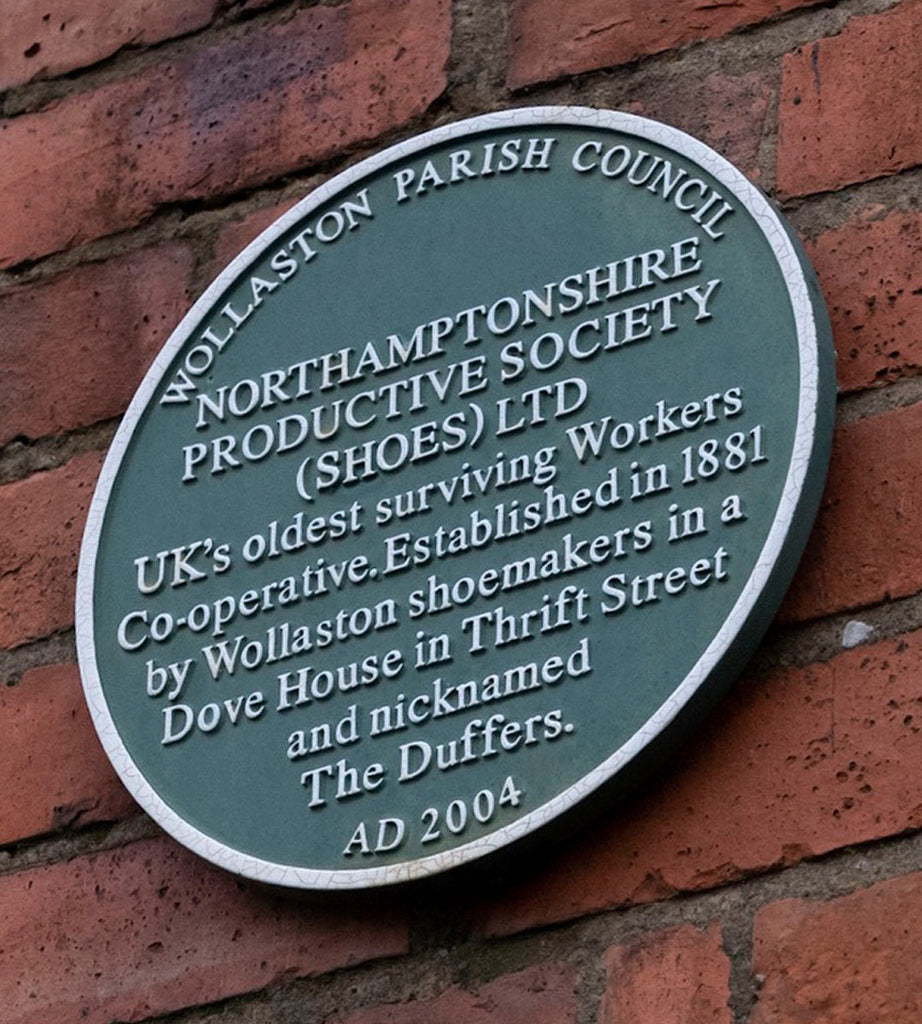 WOLLASTON PARISH COUNCIL
NORTHAMPTONSHIRE
PRODUCTIVE SOCIETY
(SHOES) LTD
UK's oldest surviving Workers
Co-operative. Established in 1881
by Wollaston shoemakers in a
Dove House in Thrift Street
and nicknamed
The Duffers.
AD 2004